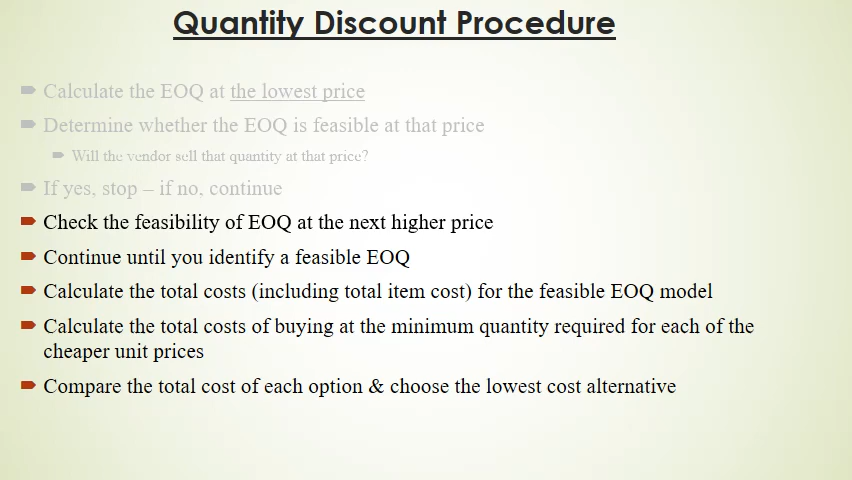 Quantity Discount Procedure
Calculate the EOQ at the lowest price
Determine whether the EOQ is feasible at that price
Will the vendor sell that quantity at that price?
If yes, stop – if no, continue
Check the feasibility of EOQ at the next higher price
Continue until you identify a feasible EOQ
Calculate the total costs (including total item cost) for the feasible EOQ model
Calculate the total costs of buying at the minimum quantity required for each of the
cheaper unit prices
Compare the total cost of each option & choose the lowest cost alternative